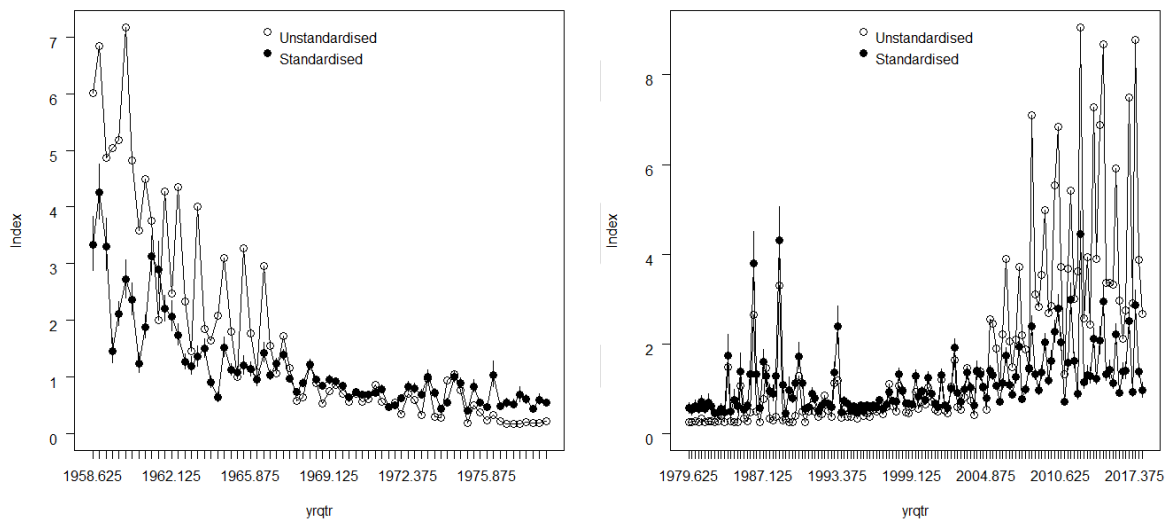 Unstandardised
Standardised
Index
7
6
5
4
3
2
1
0
1958.625 1962.125 1965.875 1969.125 1972.375 1975.875
yrqtr
Unstandardised
Standardised
Index
8
6
4
2
0
1979.625 1987.125 1993.375 1999.125 2004.875 2010.625 2017.375
yrqtr